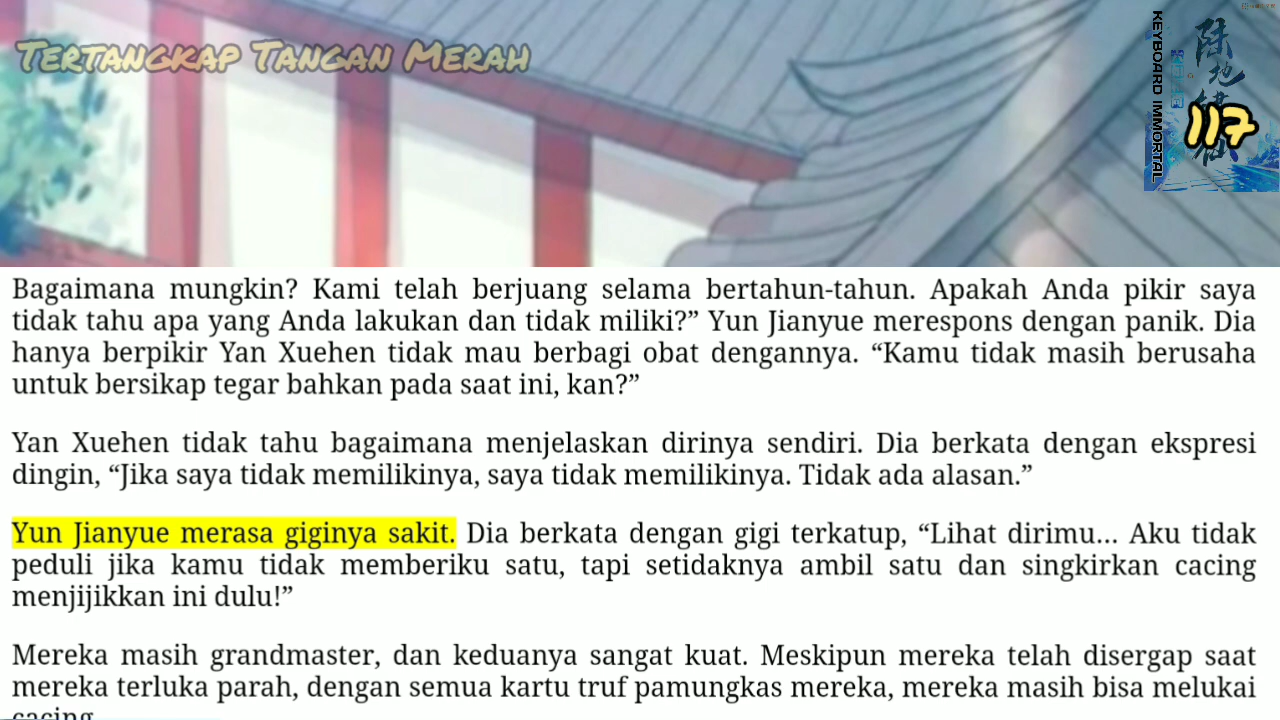 Tertangkap Tangan Merah
KEYBOARD IMMORTAL
117
Bagaimana mungkin? Kami telah berjuang selama bertahun-tahun. Apakah Anda pikir saya
tidak tahu apa yang Anda lakukan dan tidak miliki?” Yun Jianyue merespons dengan panik. Dia
hanya berpikir Yan Xuehen tidak mau berbagi obat dengannya. “Kamu tidak masih berusaha
untuk bersikap tegar bahkan pada saat ini, kan?”
Yan Xuehen tidak tahu bagaimana menjelaskan dirinya sendiri. Dia berkata dengan ekspresi
dingin, “Jika saya tidak memilikinya, saya tidak memilikinya. Tidak ada alasan.”
Yun Jianyue merasa giginya sakit. Dia berkata dengan gigi terkatup, “Lihat dirimu... Aku tidak
peduli jika kamu tidak memberiku satu, tapi setidaknya ambil satu dan singkirkan cacing
menjijikkan ini dulu!”
Mereka masih grandmaster, dan keduanya sangat kuat. Meskipun mereka telah disergap saat
mereka terluka parah, dengan semua kartu truf pamungkas mereka, mereka masih bisa melukai
cacing